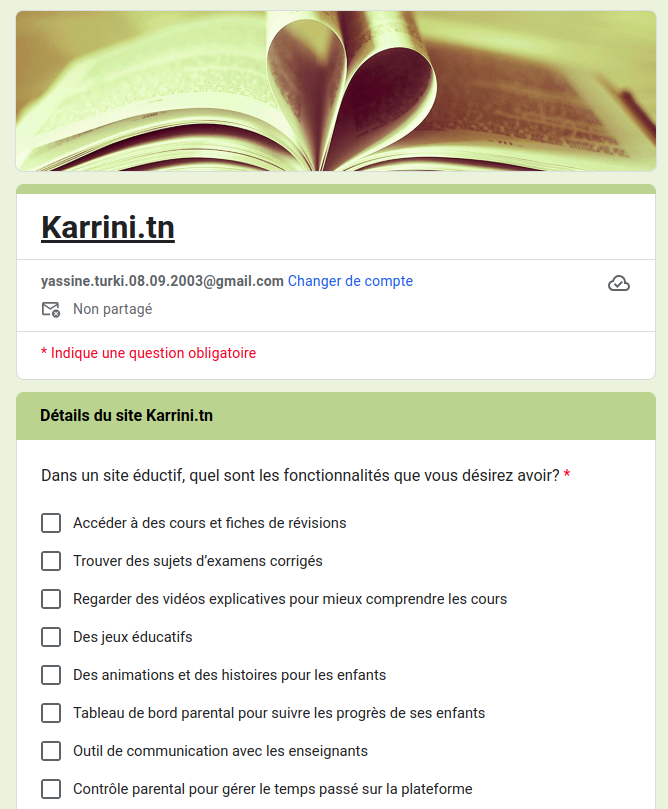 Karrini.tn
yassine.turki.08.09.2003@gmail.com Changer de compte
Non partagé
* Indique une question obligatoire
Détails du site Karrini.tn
Dans un site éductif, quel sont les fonctionnalités que vous désirez avoir? *
Accéder à des cours et fiches de révisions
Trouver des sujets d'examens corrigés
Regarder des vidéos explicatives pour mieux comprendre les cours
Des jeux éducatifs
Des animations et des histoires pour les enfants
Tableau de bord parental pour suivre les progrès de ses enfants
Outil de communication avec les enseignants
Contrôle parental pour gérer le temps passé sur la plateforme